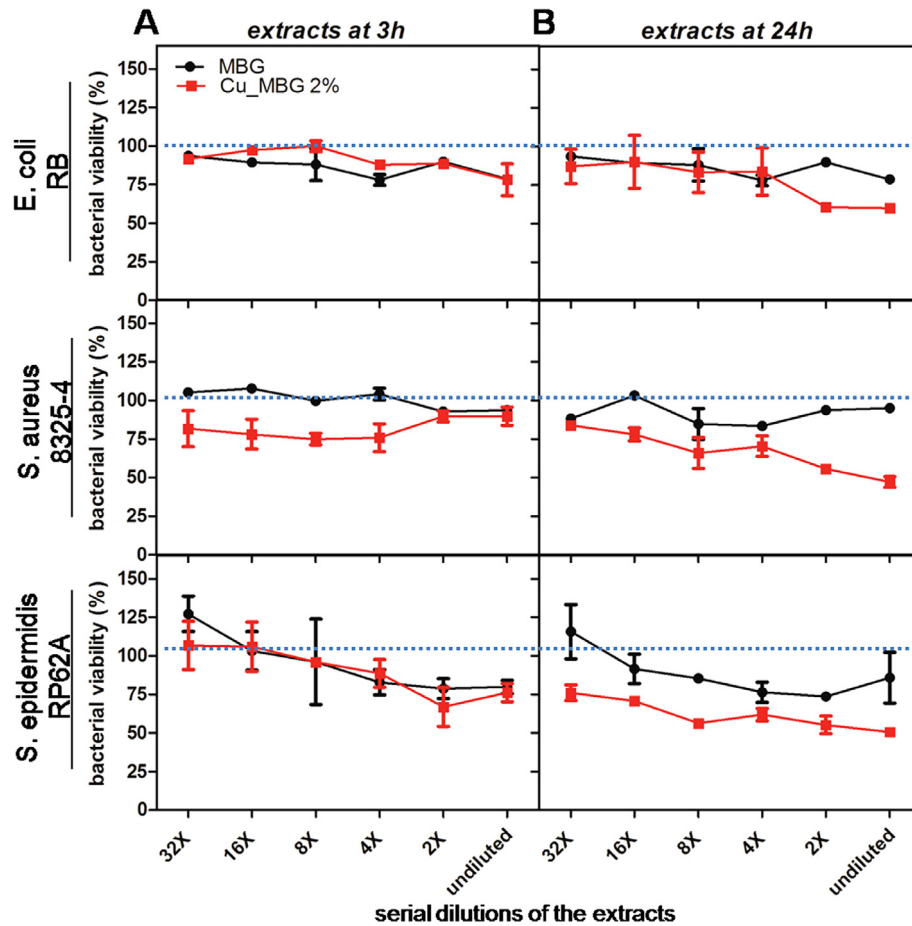 A
extracts at 3h
B
extracts at 24h
MBG
Cu_MBG 2%
E. coli
RB
bacterial viability (%)
150
125
100
75
50
25
0
S. aureus
8325-4
bacterial viability (%)
150
125
100
75
50
25
0
S. epidermidis
RP62A
bacterial viability (%)
150
125
100
75
50
25
0
32X
16X
8X
4X
2X
undiluted
32X
16X
8X
4X
2X
undiluted
serial dilutions of the extracts